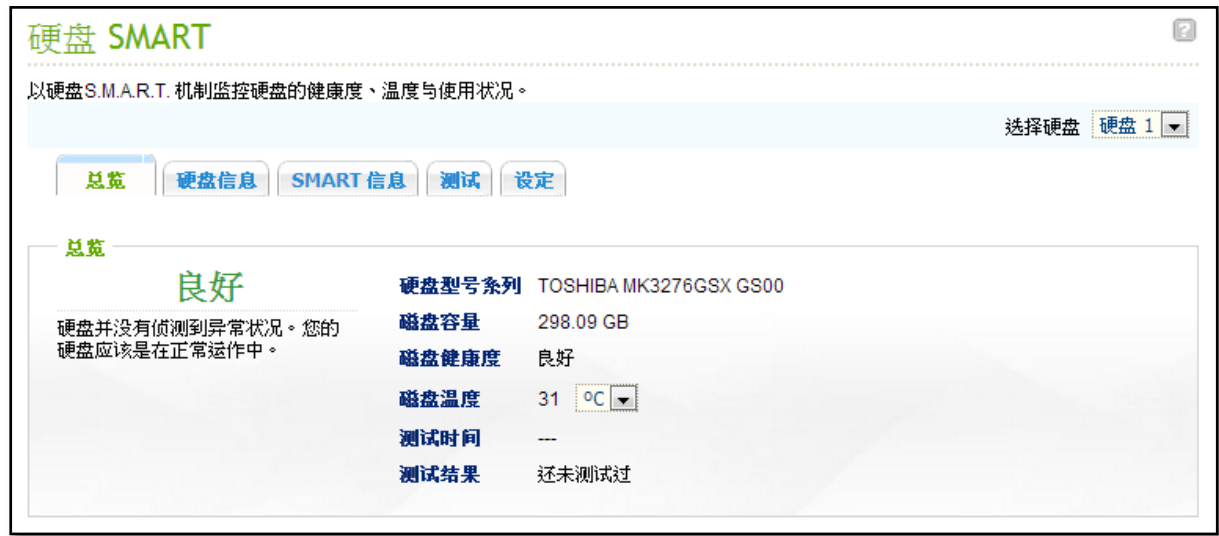 硬盘 SMART
?
以硬盘S.M.A.R.T. 机制监控硬盘的健康度、温度与使用状况。
选择硬盘 硬盘 1
总览 硬盘信息 SMART 信息 测试 设定
总览
良好
硬盘并没有侦测到异常状况。您的
硬盘应该是在正常运作中。
硬盘型号系列 TOSHIBA MK3276GSX GS00
磁盘容量 298.09 GB
磁盘健康度 良好
磁盘温度 31 ºC
测试时间 ---
测试结果 还未测试过